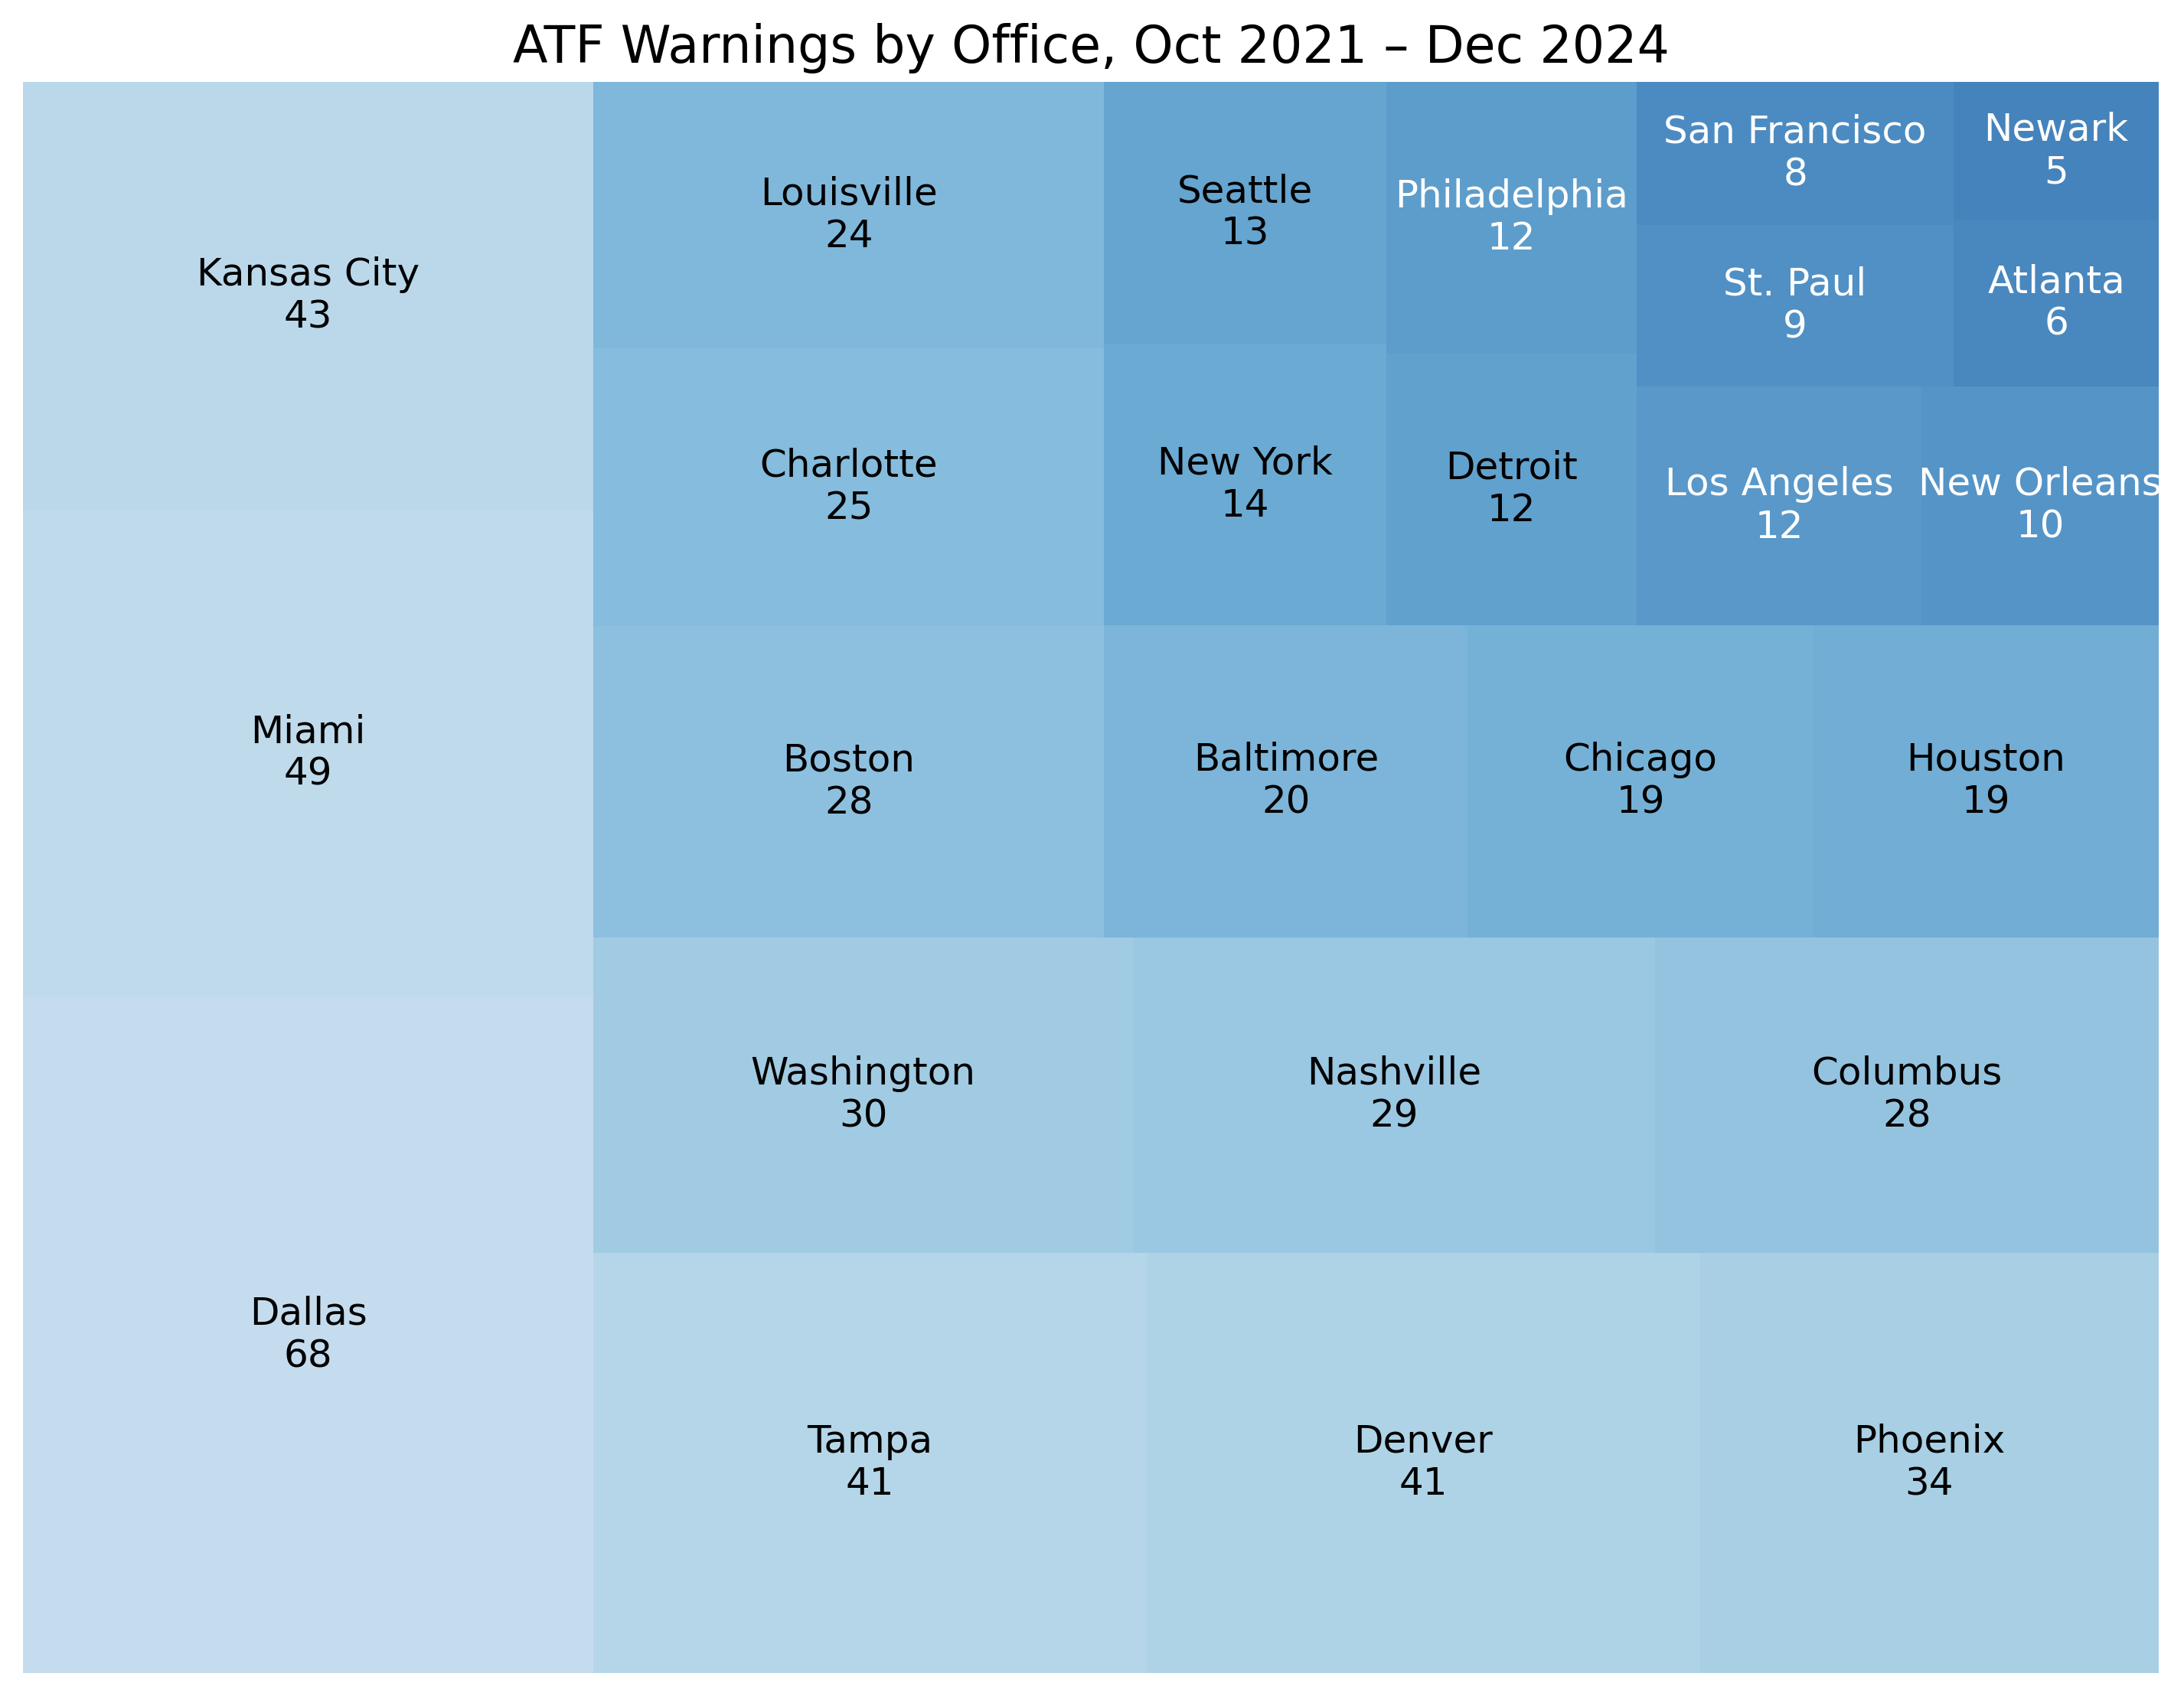 ATF Warnings by Office, Oct 2021 – Dec 2024
Kansas City
43
Miami
49
Dallas
68
Louisville
24
Charlotte
25
Boston
28
Seattle
13
New York
14
Philadelphia
12
Detroit
12
San Francisco
8
Newark
5
St. Paul
9
Atlanta
6
Los Angeles
12
New Orleans
10
Baltimore
20
Chicago
19
Houston
19
Washington
30
Nashville
29
Columbus
28
Tampa
41
Denver
41
Phoenix
34